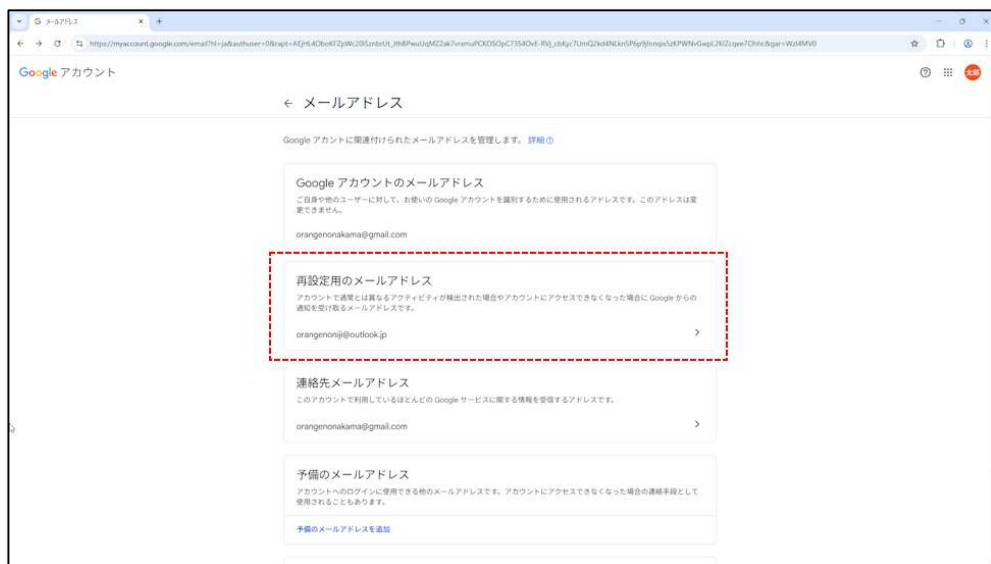 メールアドレス
Google アカウント
太郎
← メールアドレス
Google アカントに関連付けられたメールアドレスを管理します。 詳細
Google アカウントのメールアドレス
ご自身や他のユーザーに対して、お使いの Google アカウントを識別するために使用されるアドレスです。このアドレスは変
更できません。
orangenonakama@gmail.com
再設定用のメールアドレス
アカウントで通常とは異なるアクティビティが検出された場合やアカウントにアクセスできなくなった場合に Google からの
通知を受け取るメールアドレスです。
orangenoniji@outlook.jp
連絡先メールアドレス
このアカウントで利用しているほとんどの Google サービスに関する情報を受信するアドレスです。
orangenonakama@gmail.com
予備のメールアドレス
アカウントへのログインに使用できる他のメールアドレスです。アカウントにアクセスできなくなった場合の連絡手段として
使用されることもあります。
予備のメールアドレスを追加